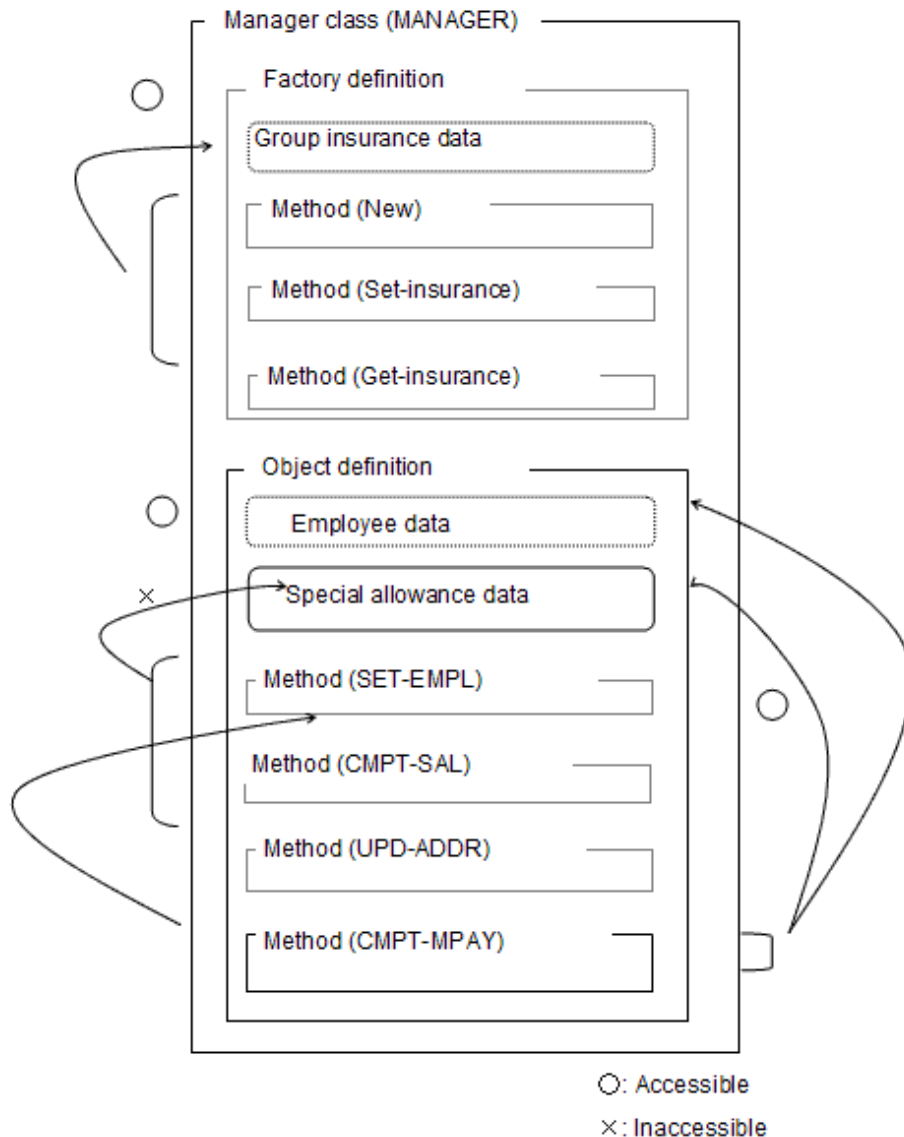 Manager class (MANAGER)
Factory definition
Group insurance data
Method (New)
Method (Set-insurance)
Method (Get-insurance)
Object definition
Employee data
Special allowance data
Method (SET-EMPL)
Method (CMPT-SAL)
Method (UPD-ADDR)
Method (CMPT-MPAY)
○: Accessible
×: Inaccessible